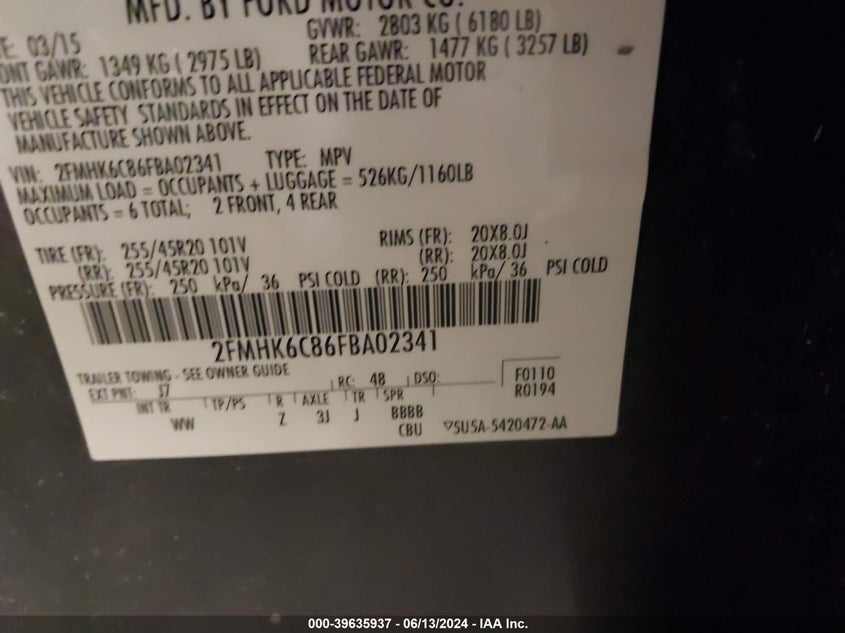 MFD. BY FORD MOTOR CO.
GVWR: 2803 KG ( 6180 LB)
TE: 03/15
ONT GAWR: 1349 KG ( 2975 LB) REAR GAWR: 1477 KG ( 3257 LB)
THIS VEHICLE CONFORMS TO ALL APPLICABLE FEDERAL MOTOR
VEHICLE SAFETY STANDARDS IN EFFECT ON THE DATE OF
MANUFACTURE SHOWN ABOVE.
VIN: 2FMHK6C86FBA02341 TYPE: MPV
MAXIMUM LOAD = OCCUPANTS + LUGGAGE = 526KG/1160LB
OCCUPANTS = 6 TOTAL; 2 FRONT, 4 REAR
TIRE (FR): 255/45R20 101V RIMS (FR): 20X8.0J
(RR): 255/45R20 101V (RR): 20X8.0J
PRESSURE (FR): 250 kPa/ 36 PSI COLD (RR): 250 kPa/ 36 PSI COLD
2FMHK6C86FBA02341
TRAILER TOWING - SEE OWNER GUIDE
EXT PNT: 17 RC: 48 DSO: F0110
INT TR TP/PS R AXLE TR SPR R0194
WW Z 3J J BBBB
CBU SU5A-5420472-AA
000-39635937 - 06/13/2024 - IAA Inc.